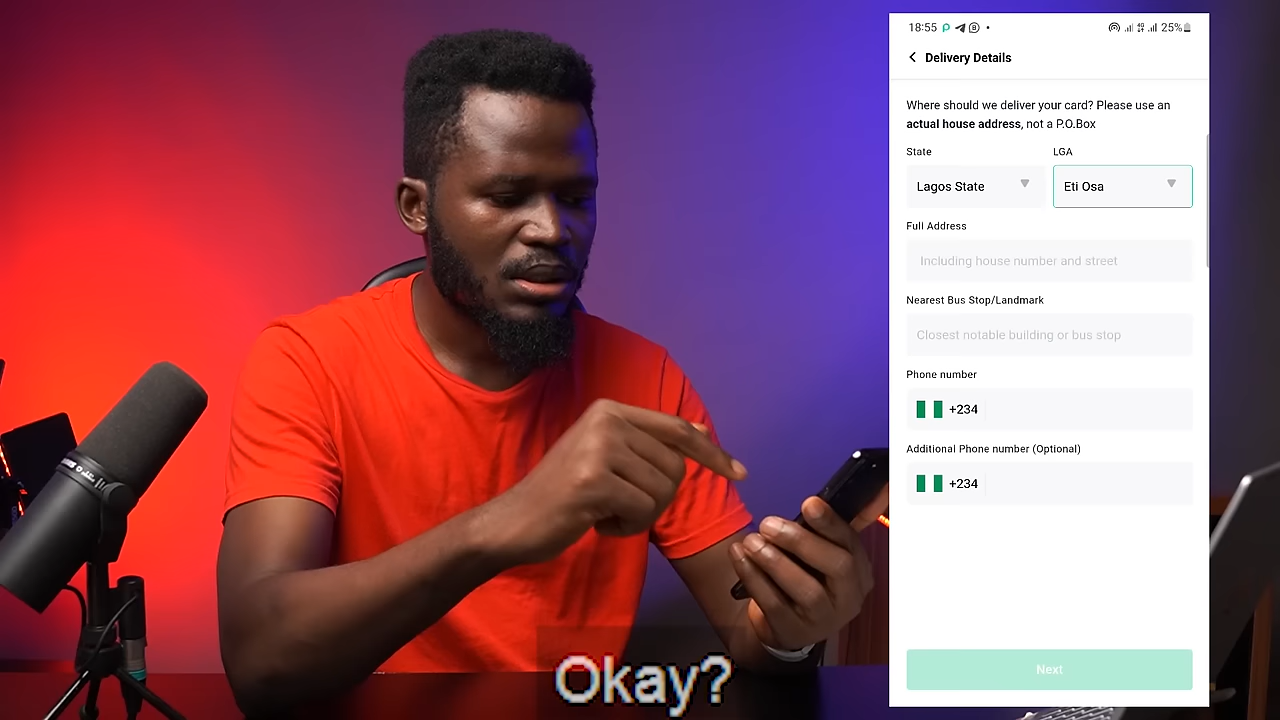 18:55
25%
Delivery Details
Where should we deliver your card? Please use an
actual house address, not a P.O.Box
State
LGA
Lagos State
Eti Osa
Full Address
Including house number and street
Nearest Bus Stop/Landmark
Closest notable building or bus stop
Phone number
+234
Additional Phone number (Optional)
+234
Next
Okay?